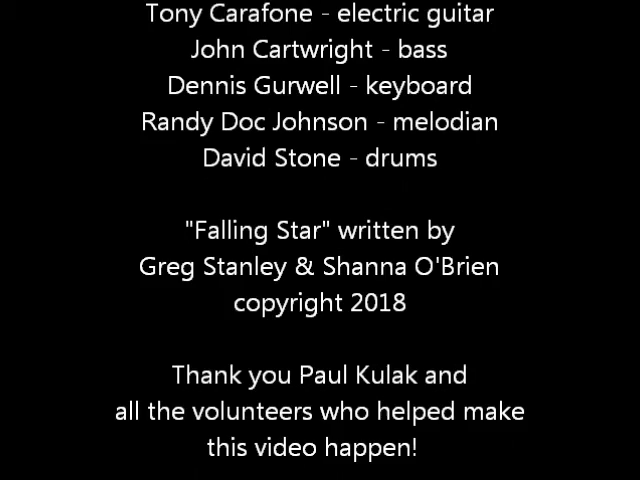 Tony Carafone - electric guitar
John Cartwright - bass
Dennis Gurwell - keyboard
Randy Doc Johnson - melodian
David Stone - drums
"Falling Star" written by
Greg Stanley & Shanna O'Brien
copyright 2018
Thank you Paul Kulak and
all the volunteers who helped make
this video happen!